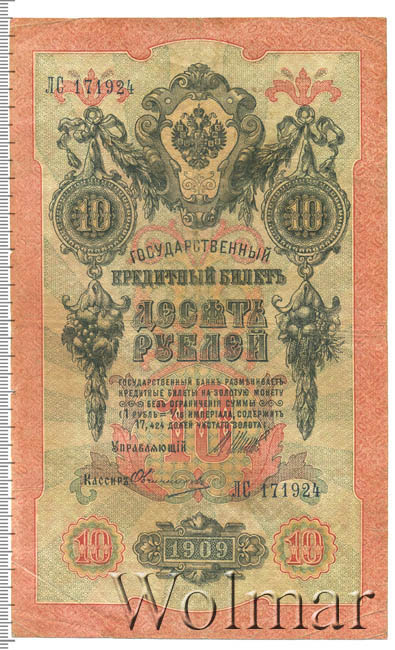 ЛС 171924
10 10
ГОСУДАРСТВЕННЫЙ
КРЕДИТНЫЙ БИЛЕТЪ
ДЕСЯТЬ
РУБЛЕЙ
ГОСУДАРСТВЕННЫЙ БАНКЪ РАЗМѢНИВАЕТЪ
КРЕДИТНЫЕ БИЛЕТЫ НА ЗОЛОТУЮ МОНЕТУ
БЕЗЪ ОГРАНИЧЕНІЯ СУММЫ
(1 РУБЛЬ = 1/15 ИМПЕРІАЛА, СОДЕРЖИТЪ
17,424 ДОЛЕЙ ЧИСТАГО ЗОЛОТА).
10
УПРАВЛЯЮЩІЙ
КАССИРЪ
ЛС 171924
10 1909 10
Wolmar